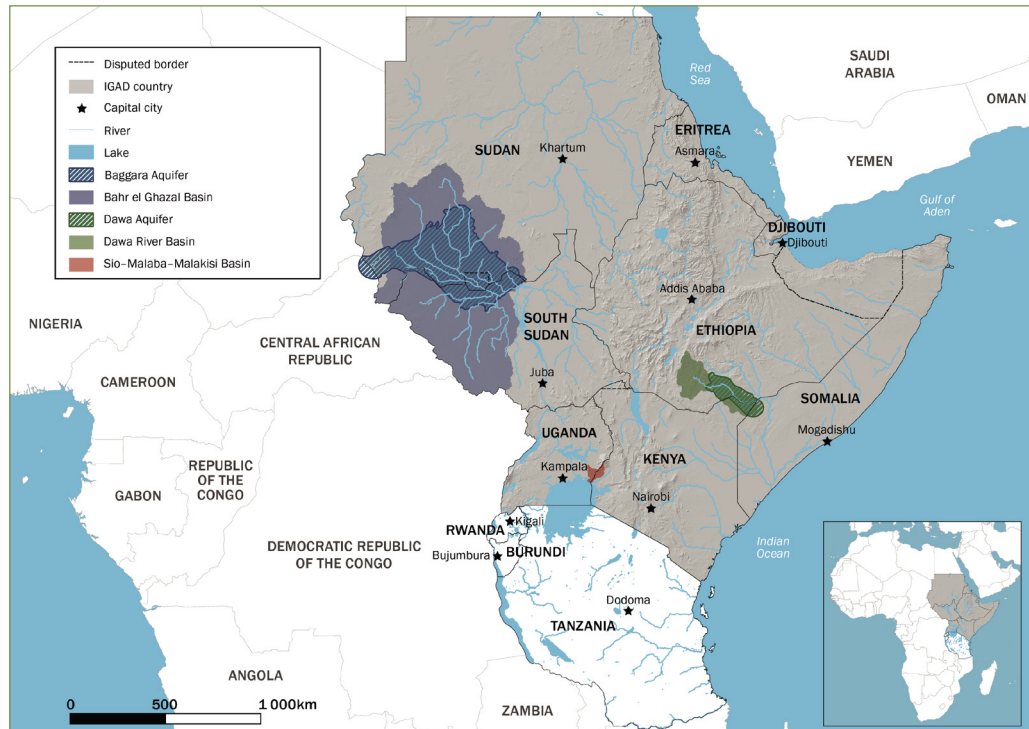 Disputed border
IGAD country
Capital city
River
Lake
Baggara Aquifer
Bahr el Ghazal Basin
Dawa Aquifer
Dawa River Basin
Sio–Malaba–Malakisi Basin
SAUDI
ARABIA
Red
Sea
OMAN
ERITREA
Asmara
YEMEN
SUDAN
Khartum
Gulf of
Aden
DJIBOUTI
Djibouti
Addis Ababa
NIGERIA
SOUTH
SUDAN
ETHIOPIA
CENTRAL AFRICAN
REPUBLIC
CAMEROON
Juba
SOMALIA
Mogadishu
UGANDA
Kampala
KENYA
REPUBLIC
OF THE
CONGO
GABON
Nairobi
Kigali
RWANDA
DEMOCRATIC REPUBLIC
OF THE CONGO
Bujumbura
BURUNDI
Indian
Ocean
Dodoma
TANZANIA
ANGOLA
ZAMBIA
0 500 1 000km